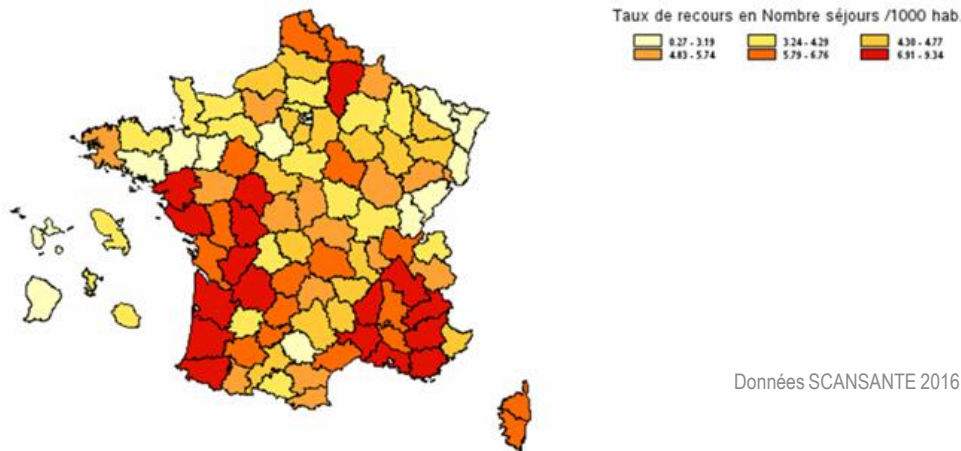 Taux de recours en Nombre séjours /1000 hab.
0.27 - 3.19 3.24 - 4.29 4.30 - 4.77
4.83 - 5.74 5.79 - 6.76 6.91 - 9.34
Données SCANSANTE 2016